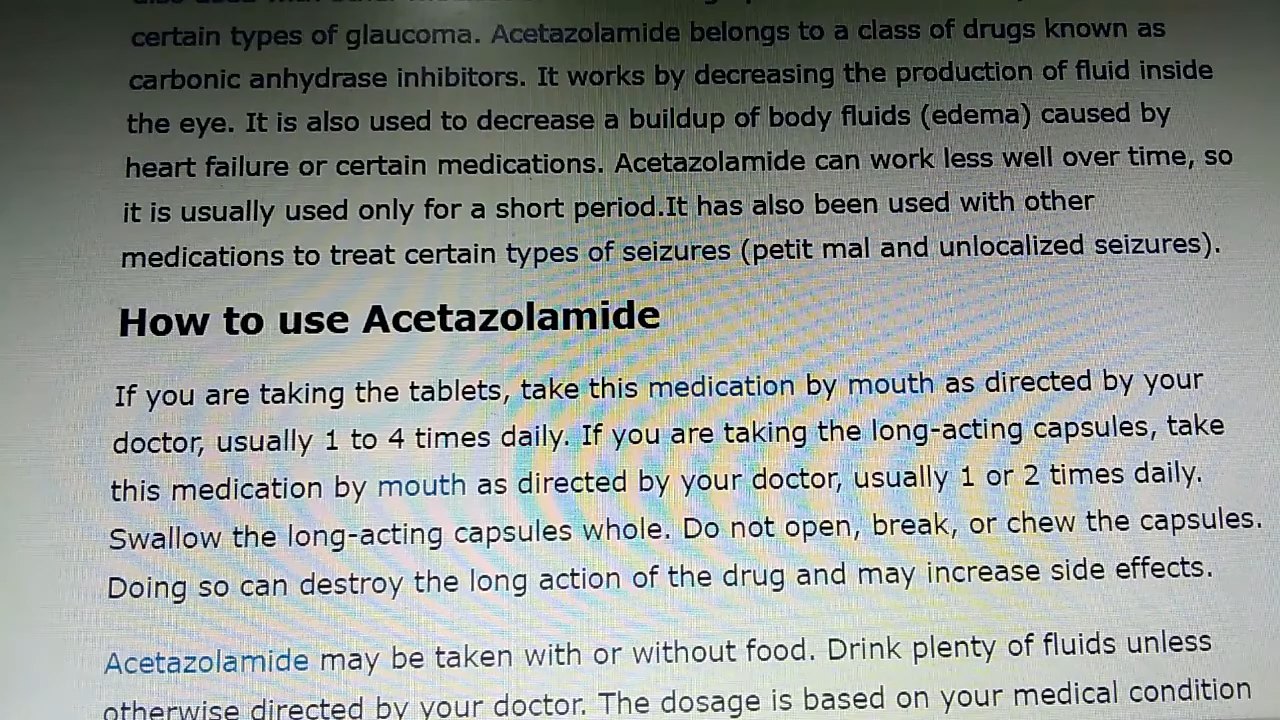 certain types of glaucoma. Acetazolamide belongs to a class of drugs known as
carbonic anhydrase inhibitors. It works by decreasing the production of fluid inside
the eye. It is also used to decrease a buildup of body fluids (edema) caused by
heart failure or certain medications. Acetazolamide can work less well over time, so
it is usually used only for a short period.It has also been used with other
medications to treat certain types of seizures (petit mal and unlocalized seizures).
How to use Acetazolamide
If you are taking the tablets, take this medication by mouth as directed by your
doctor, usually 1 to 4 times daily. If you are taking the long-acting capsules, take
this medication by mouth as directed by your doctor, usually 1 or 2 times daily.
Swallow the long-acting capsules whole. Do not open, break, or chew the capsules.
Doing so can destroy the long action of the drug and may increase side effects.
Acetazolamide may be taken with or without food. Drink plenty of fluids unless
otherwise directed by your doctor. The dosage is based on your medical condition